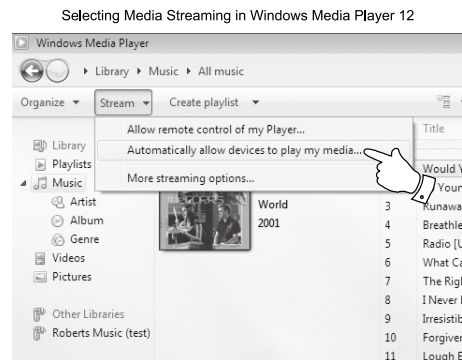 Selecting Media Streaming in Windows Media Player 12
Windows Media Player
Library Music All music
Organize Stream Create playlist
Allow remote control of my Player...
Automatically allow devices to play my media...
More streaming options...
Title
Library
Playlists
Music
Artist
Album
Genre
Videos
Pictures
Other Libraries
Roberts Music (test)
World
2001
Would Y
Youn
3 Runawa
4 Breathle
5 Radio [U
6 What Ca
7 The Righ
8 I Never
9 Irresistib
10 Forgiven
11 Lough E